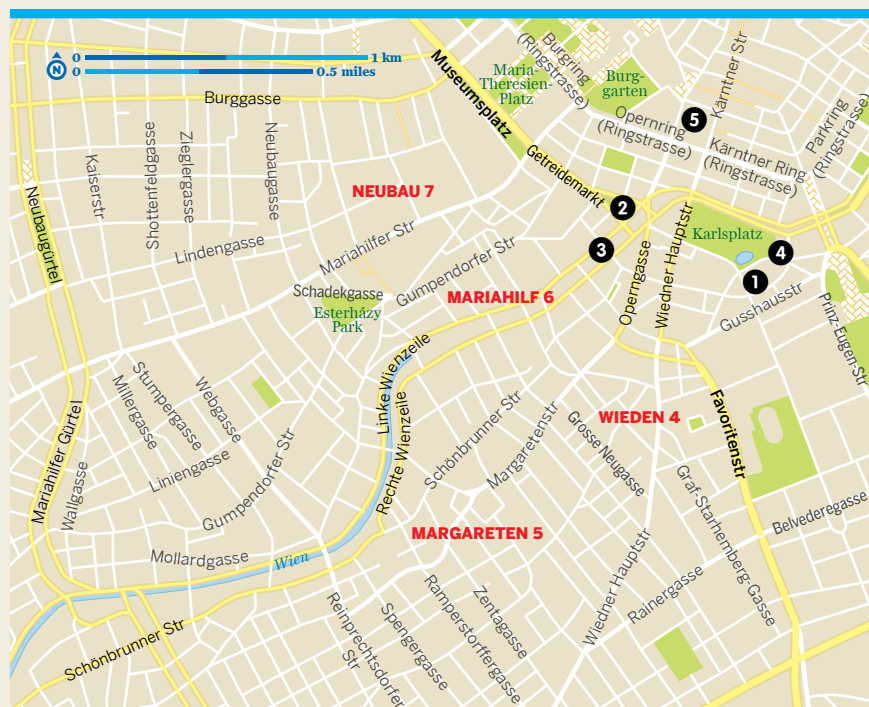 0 1 km
N 0 0.5 miles
Burggasse
Museumsplatz
Maria-
Theresien-
Platz
Burgring
(Ringstrasse)
Burg-
garten
Kärntner Str
5
Opernring
(Ringstrasse)
Kärntner Ring
(Ringstrasse)
Parkring
(Ringstrasse)
Getreidemarkt
2
3
Karlsplatz
4
1
Gusshausstr
Prinz-Eugen-Str
Operngasse
Wiedner Hauptstr
Kaiserstr
Shottenfeldgasse
Zieglergasse
Neubaugasse
NEUBAU 7
Neubaugürtel
Lindengasse
Mariahilfer Str
Gumpendorfer Str
Schadekgasse
Esterházy
Park
MARIAHILF 6
Linke Wienzeile
Rechte Wienzeile
Stumpergasse
Millergasse
Webgasse
Mariahilfer Gürtel
Wallgasse
Liniengasse
Gumpendorfer Str
Mollardgasse
Wien
Schönbrunner Str
Schönbrunner Str
Margaretenstr
Grosse Neugasse
WIEDEN 4
Favoritenstr
Graf-Starhemberg-Gasse
Belvederegasse
MARGARETEN 5
Wiedner Hauptstr
Rainergasse
Reinprechtsdorfer
Str
Spengergasse
Ramperstorffergasse
Zentagasse